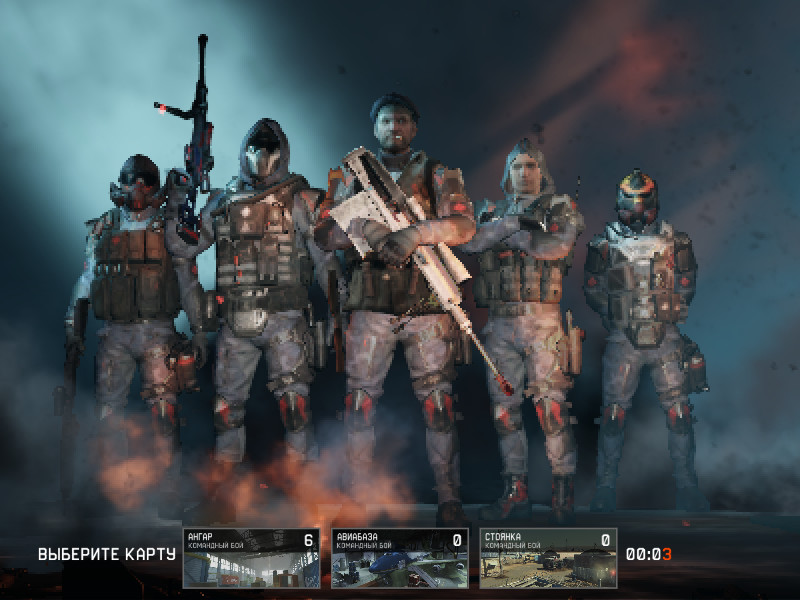 АНГАР 6
КОМАНДНЫЙ БОЙ
АВИАБАЗА 0
КОМАНДНЫЙ БОЙ
СТОЯНКА 0
КОМАНДНЫЙ БОЙ
ВЫБЕРИТЕ КАРТУ
00:03